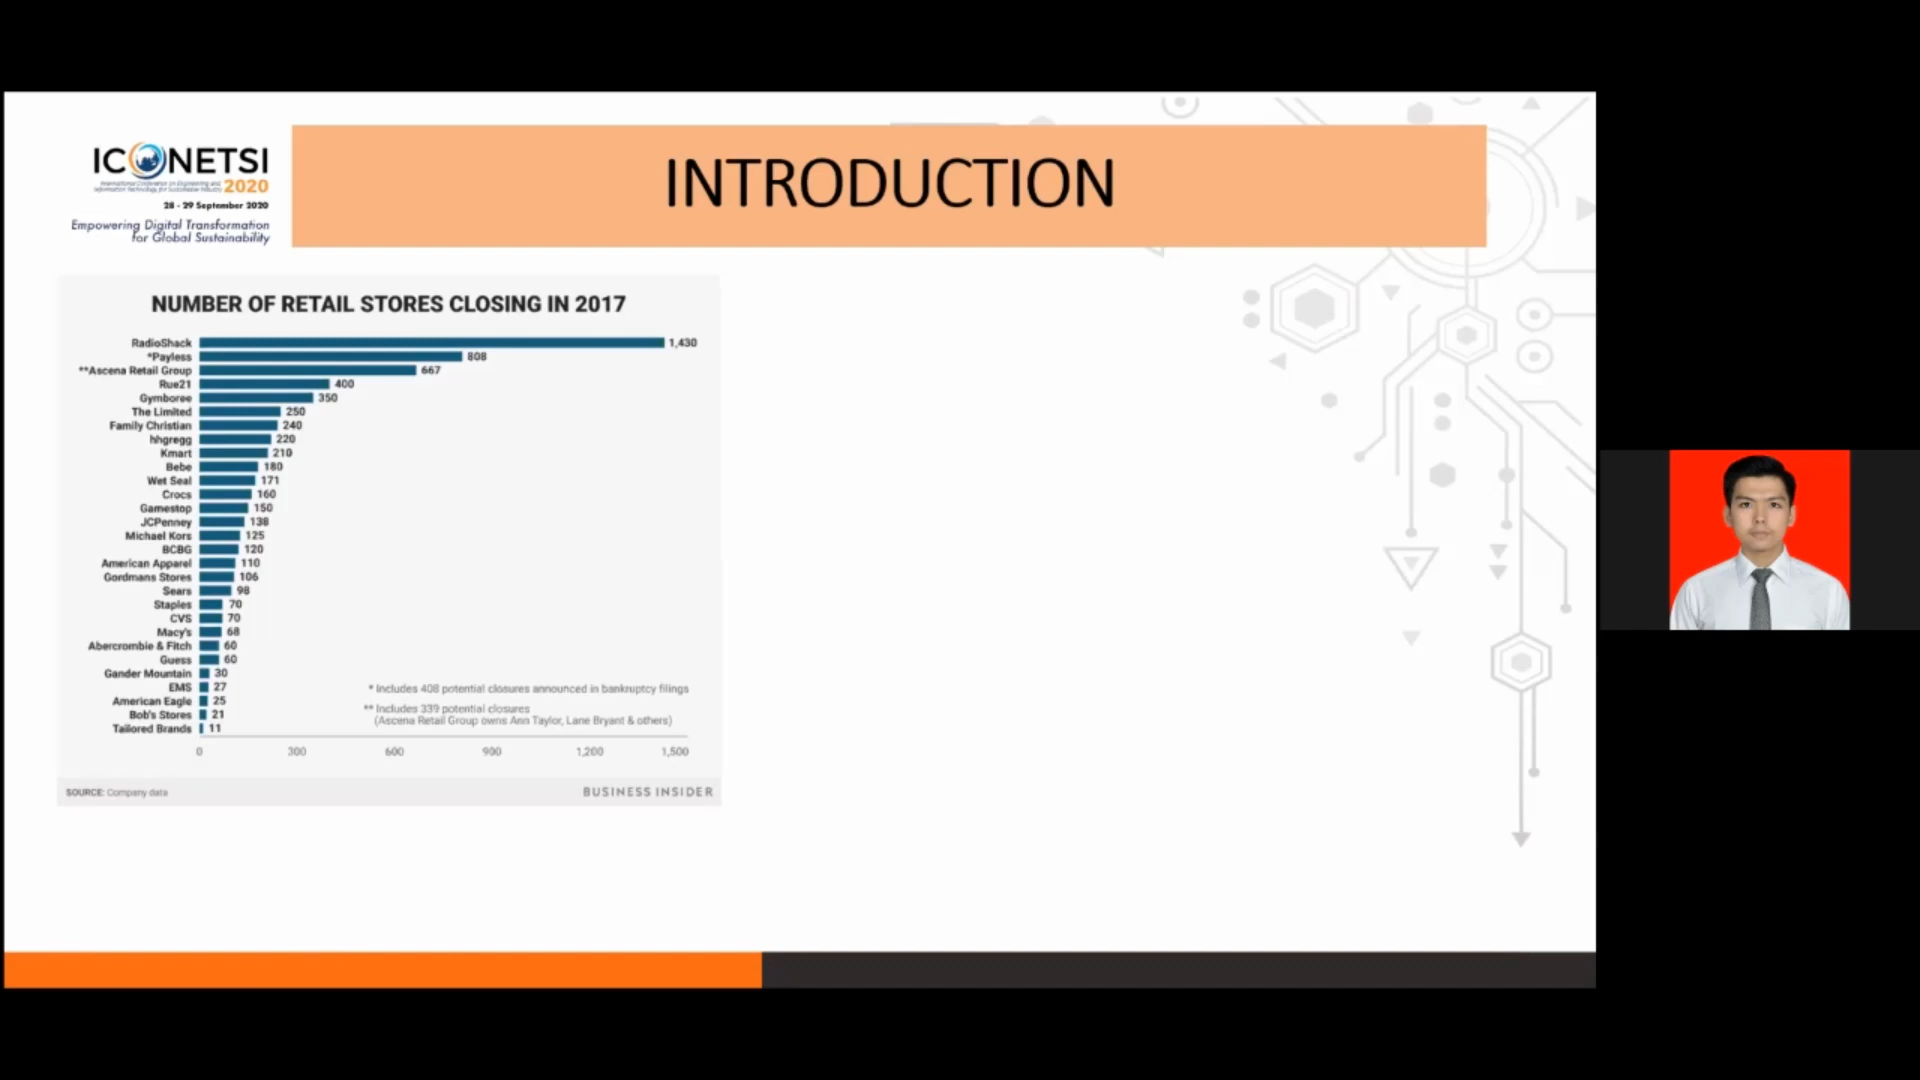 ICONETSI
International Conference on Engineering and
Information Technology for Sustainable Industry 2020
28 - 29 September 2020
Empowering Digital Transformation
for Global Sustainability
INTRODUCTION
NUMBER OF RETAIL STORES CLOSING IN 2017
RadioShack 1,430
*Payless 808
**Ascena Retail Group 667
Rue21 400
Gymboree 350
The Limited 250
Family Christian 240
hhgregg 220
Kmart 210
Bebe 180
Wet Seal 171
Crocs 160
Gamestop 150
JCPenney 138
Michael Kors 125
BCBG 120
American Apparel 110
Gordmans Stores 106
Sears 98
Staples 70
CVS 70
Macy's 68
Abercrombie & Fitch 60
Guess 60
Gander Mountain 30
EMS 27
American Eagle 25
Bob's Stores 21
Tailored Brands 11
* Includes 408 potential closures announced in bankruptcy filings
** Includes 339 potential closures
(Ascena Retail Group owns Ann Taylor, Lane Bryant & others)
0 300 600 900 1,200 1,500
SOURCE: Company data
BUSINESS INSIDER